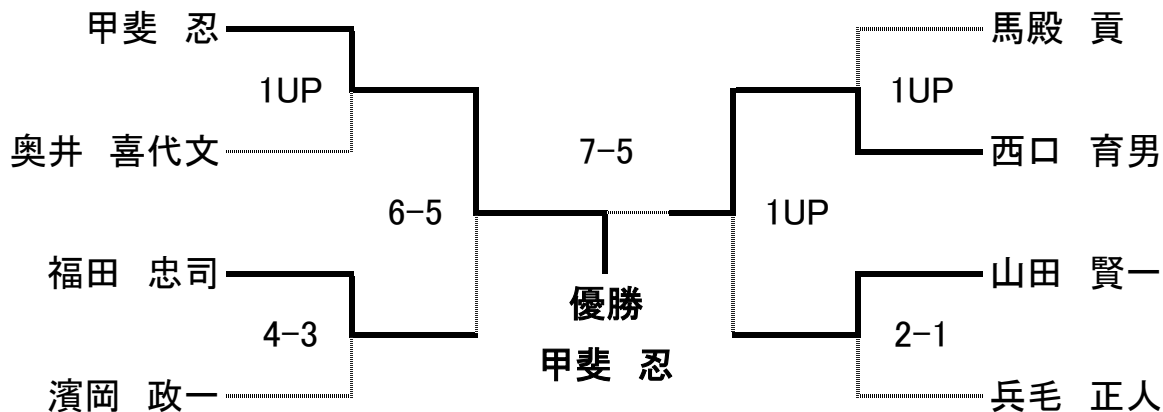 甲斐 忍
馬殿 貢
1UP
1UP
奥井 喜代文
7-5
西口 育男
6-5
1UP
福田 忠司
山田 賢一
優勝
4-3
2-1
甲斐 忍
濱岡 政一
兵毛 正人